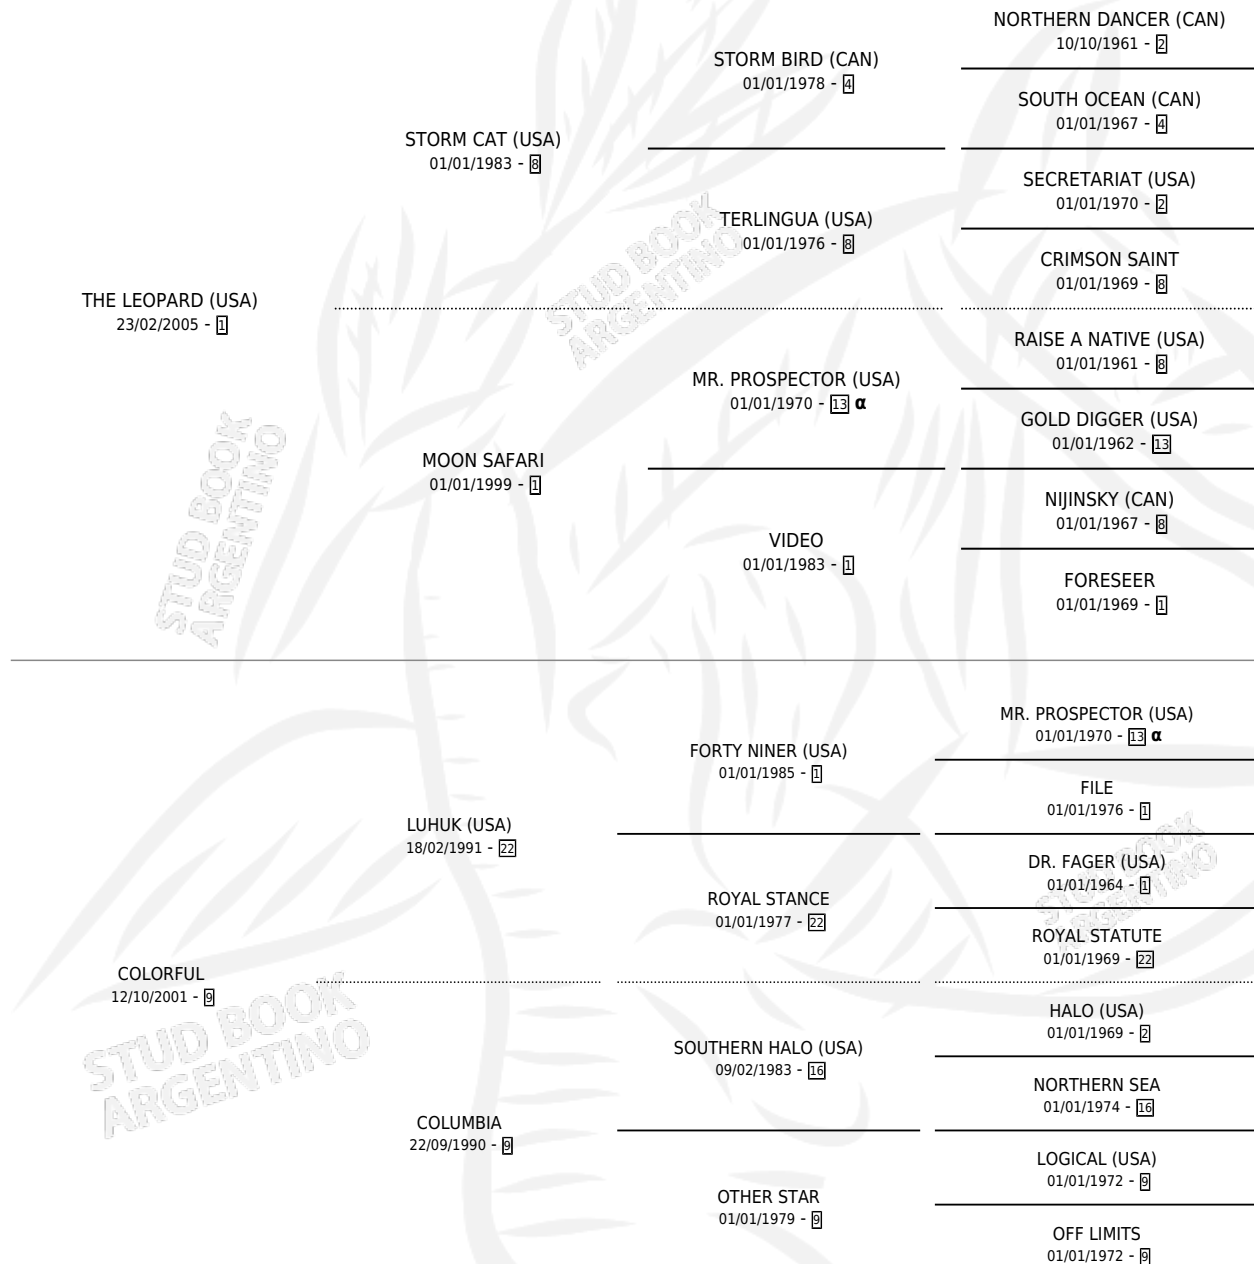 NORTHERN DANCER (CAN)
10/10/1961 - 2
STORM BIRD (CAN)
01/01/1978 - 4
SOUTH OCEAN (CAN)
01/01/1967 - 4
STORM CAT (USA)
01/01/1983 - 8
SECRETARIAT (USA)
01/01/1970 - 2
TERLINGUA (USA)
01/01/1976 - 8
CRIMSON SAINT
01/01/1969 - 8
THE LEOPARD (USA)
23/02/2005 - 1
RAISE A NATIVE (USA)
01/01/1961 - 8
MR. PROSPECTOR (USA)
01/01/1970 - 13 α
GOLD DIGGER (USA)
01/01/1962 - 13
MOON SAFARI
01/01/1999 - 1
NIJINSKY (CAN)
01/01/1967 - 8
VIDEO
01/01/1983 - 1
FORESEER
01/01/1969 - 1
MR. PROSPECTOR (USA)
01/01/1970 - 13 α
FORTY NINER (USA)
01/01/1985 - 1
FILE
01/01/1976 - 1
LUHUK (USA)
18/02/1991 - 22
DR. FAGER (USA)
01/01/1964 - 1
ROYAL STANCE
01/01/1977 - 22
ROYAL STATUTE
01/01/1969 - 22
COLORFUL
12/10/2001 - 9
HALO (USA)
01/01/1969 - 2
SOUTHERN HALO (USA)
09/02/1983 - 16
NORTHERN SEA
01/01/1974 - 16
COLUMBIA
22/09/1990 - 9
LOGICAL (USA)
01/01/1972 - 9
OTHER STAR
01/01/1979 - 9
OFF LIMITS
01/01/1972 - 9
STUD BOOK
ARGENTINO
STUD BOOK
ARGENTINO
STUD BOOK
ARGENTINO
STUD BOOK
ARGENTINO